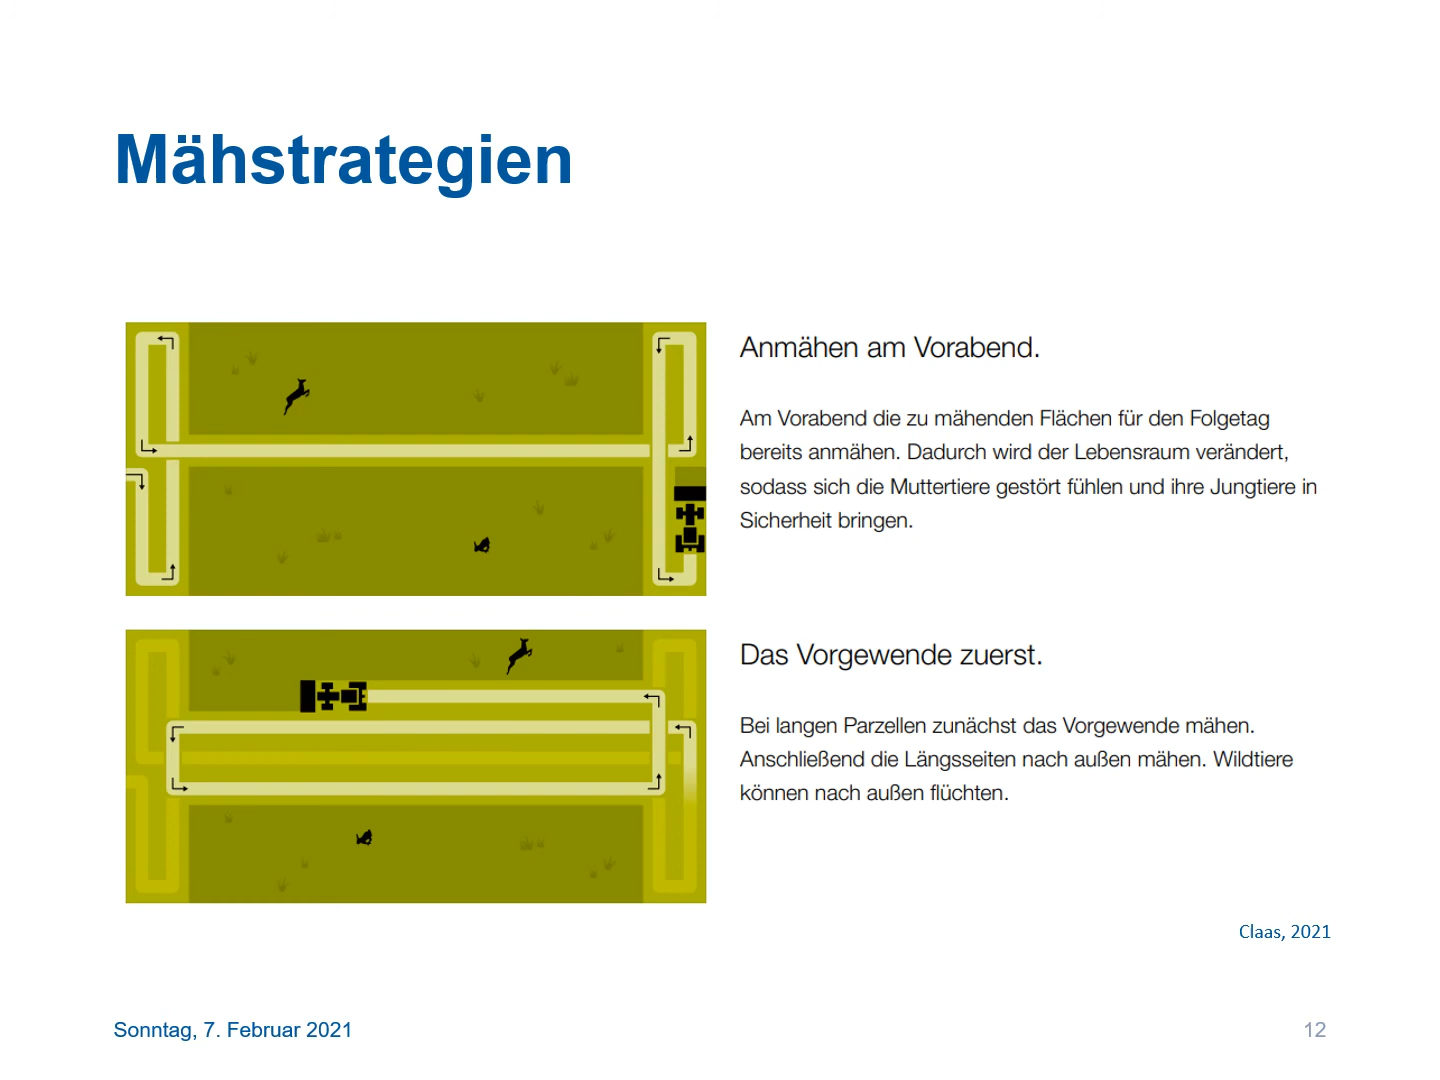 Mähstrategien
Anmähen am Vorabend.
Am Vorabend die zu mähenden Flächen für den Folgetag
bereits anmähen. Dadurch wird der Lebensraum verändert,
sodass sich die Muttertiere gestört fühlen und ihre Jungtiere in
Sicherheit bringen.
Das Vorgewende zuerst.
Bei langen Parzellen zunächst das Vorgewende mähen.
Anschließend die Längsseiten nach außen mähen. Wildtiere
können nach außen flüchten.
Claas, 2021
Sonntag, 7. Februar 2021
12